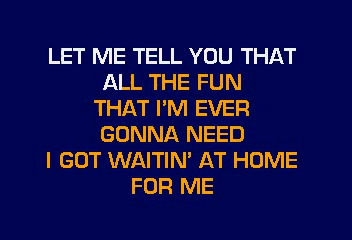 LET ME TELL YOU THAT
ALL THE FUN
THAT I'M EVER
GONNA NEED
I GOT WAITIN' AT HOME
FOR ME